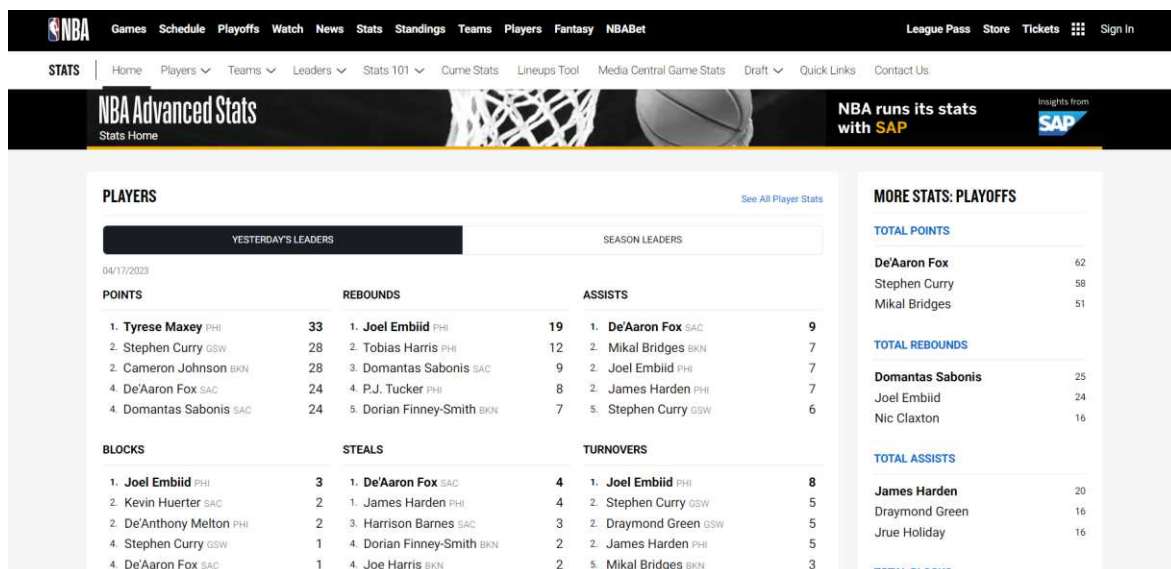 NBA Games Schedule Playoffs Watch News Stats Standings Teams Players Fantasy NBABet League Pass Store Tickets Sign In
STATS Home Players Teams Leaders Stats 101 Cume Stats Lineups Tool Media Central Game Stats Draft Quick Links Contact Us
NBA Advanced Stats
Stats Home
NBA runs its stats
with SAP
Insights from
SAP
PLAYERS See All Player Stats
YESTERDAY'S LEADERS SEASON LEADERS
04/17/2023
POINTS
1. Tyrese Maxey PHI 33
2. Stephen Curry GSW 28
2. Cameron Johnson BKN 28
4. De'Aaron Fox SAC 24
4. Domantas Sabonis SAC 24
REBOUNDS
1. Joel Embiid PHI 19
2. Tobias Harris PHI 12
3. Domantas Sabonis SAC 9
4. P.J. Tucker PHI 8
5. Dorian Finney-Smith BKN 7
ASSISTS
1. De'Aaron Fox SAC 9
2. Mikal Bridges BKN 7
2. Joel Embiid PHI 7
2. James Harden PHI 7
5. Stephen Curry GSW 6
BLOCKS
1. Joel Embiid PHI 3
2. Kevin Huerter SAC 2
2. De'Anthony Melton PHI 2
4. Stephen Curry GSW 1
4. De'Aaron Fox SAC 1
STEALS
1. De'Aaron Fox SAC 4
1. James Harden PHI 4
3. Harrison Barnes SAC 3
4. Dorian Finney-Smith BKN 2
4. Joe Harris BKN 2
TURNOVERS
1. Joel Embiid PHI 8
2. Stephen Curry GSW 5
2. Draymond Green GSW 5
2. James Harden PHI 5
5. Mikal Bridges BKN 3
MORE STATS: PLAYOFFS
TOTAL POINTS
De'Aaron Fox 62
Stephen Curry 58
Mikal Bridges 51
TOTAL REBOUNDS
Domantas Sabonis 25
Joel Embiid 24
Nic Claxton 16
TOTAL ASSISTS
James Harden 20
Draymond Green 16
Jrue Holiday 16